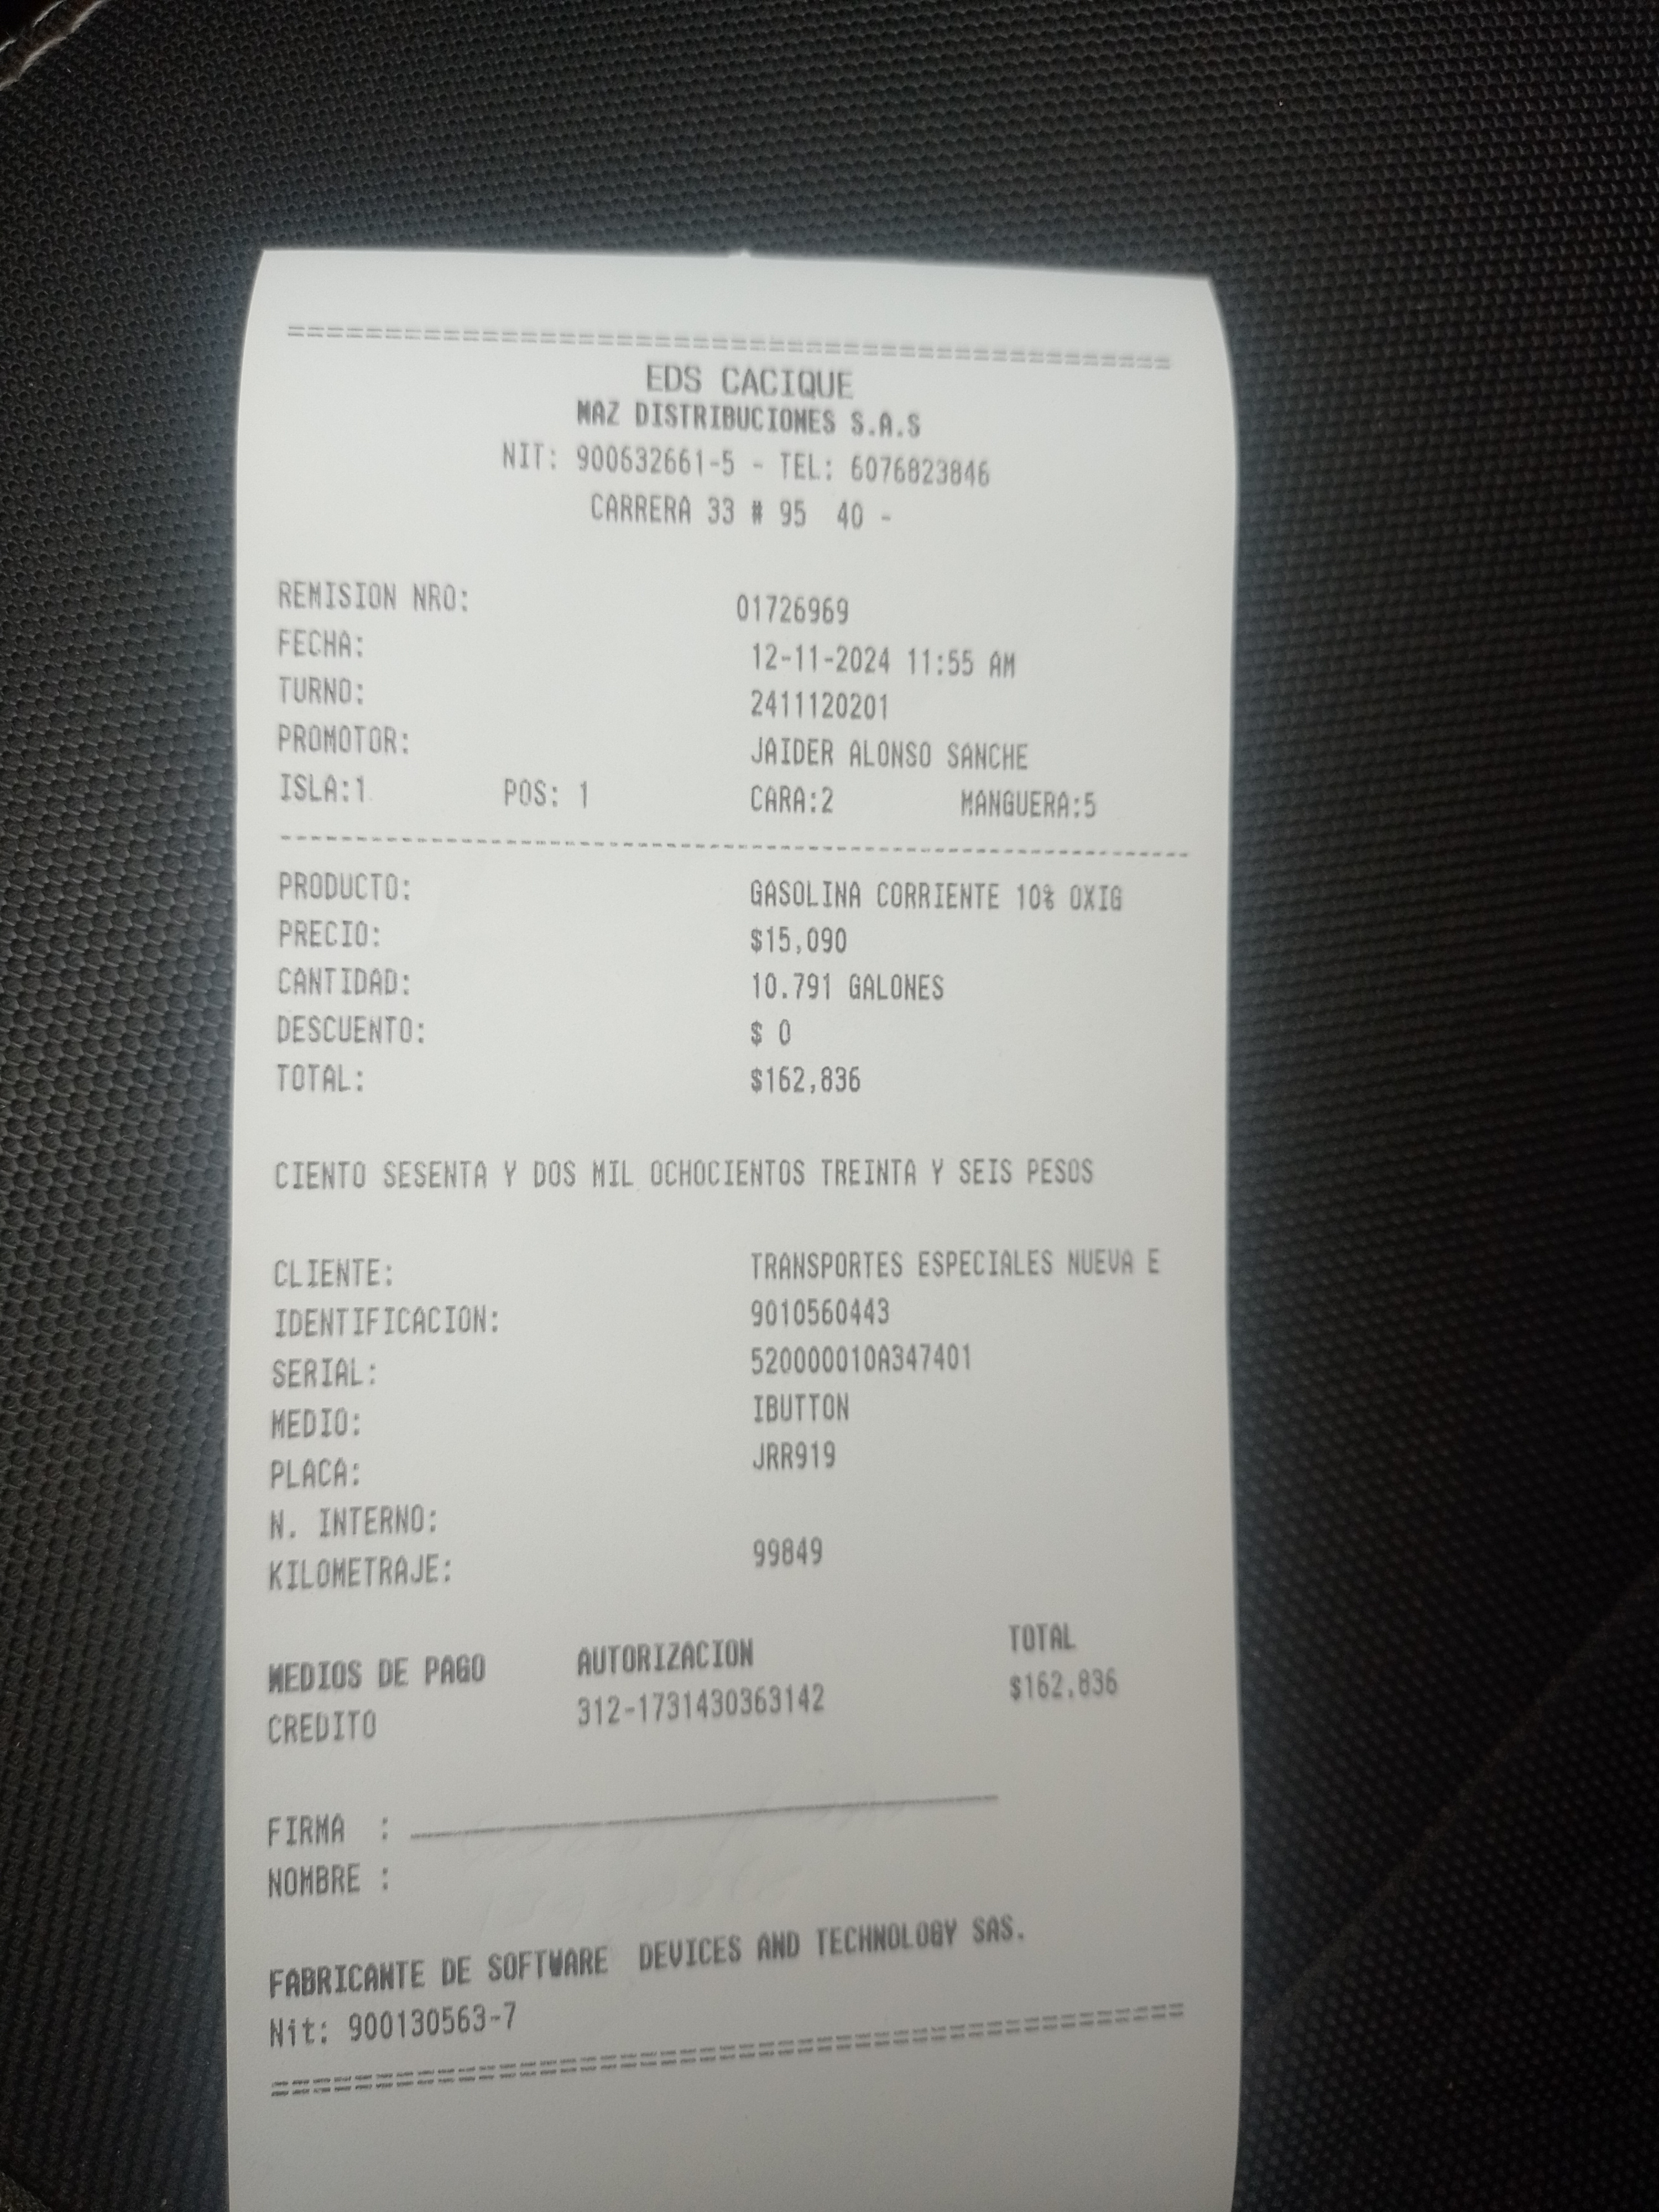 ================================================
EDS CACIQUE
MAZ DISTRIBUCIONES S.A.S
NIT: 900632661-5 - TEL: 6076823846
CARRERA 33 # 95 40 -
REMISION NRO: 01726969
FECHA: 12-11-2024 11:55 AM
TURNO: 2411120201
PROMOTOR: JAIDER ALONSO SANCHE
ISLA:1 POS: 1 CARA:2 MANGUERA:5
------------------------------------------------
PRODUCTO: GASOLINA CORRIENTE 10% OXIG
PRECIO: $15,090
CANTIDAD: 10.791 GALONES
DESCUENTO: $ 0
TOTAL: $162,836
CIENTO SESENTA Y DOS MIL OCHOCIENTOS TREINTA Y SEIS PESOS
CLIENTE: TRANSPORTES ESPECIALES NUEVA E
IDENTIFICACION: 9010560443
SERIAL: 520000010A347401
MEDIO: IBUTTON
PLACA: JRR919
N. INTERNO:
KILOMETRAJE: 99849
MEDIOS DE PAGO AUTORIZACION TOTAL
CREDITO 312-1731430363142 $162,836
FIRMA : ______________________________
NOMBRE :
FABRICANTE DE SOFTWARE DEVICES AND TECHNOLOGY SAS.
Nit: 900130563-7
================================================